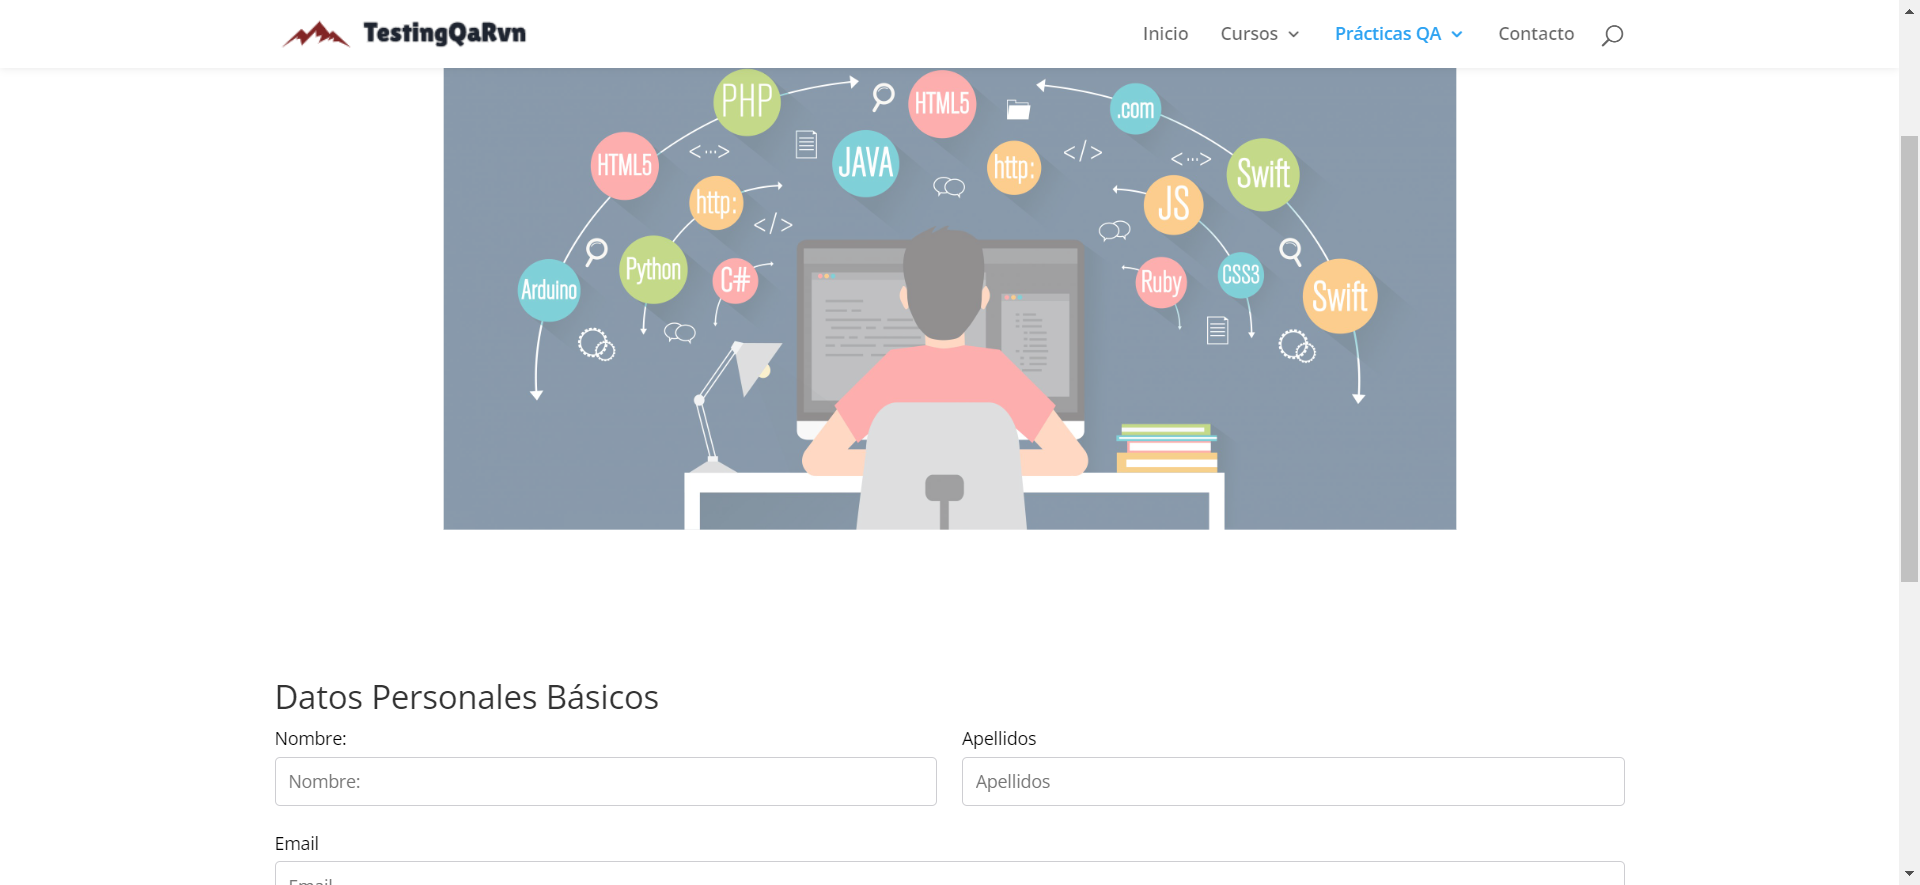 TestingQaRvn
Inicio
Cursos
Prácticas QA
Contacto
PHP
HTML5
.com
HTML5
<...>
JAVA
http:
</>
<...>
Swift
http:
</>
JS
Python
C#
Ruby
CSS3
Arduino
Swift
Datos Personales Básicos
Nombre:
Apellidos
Nombre:
Apellidos
Email
Email